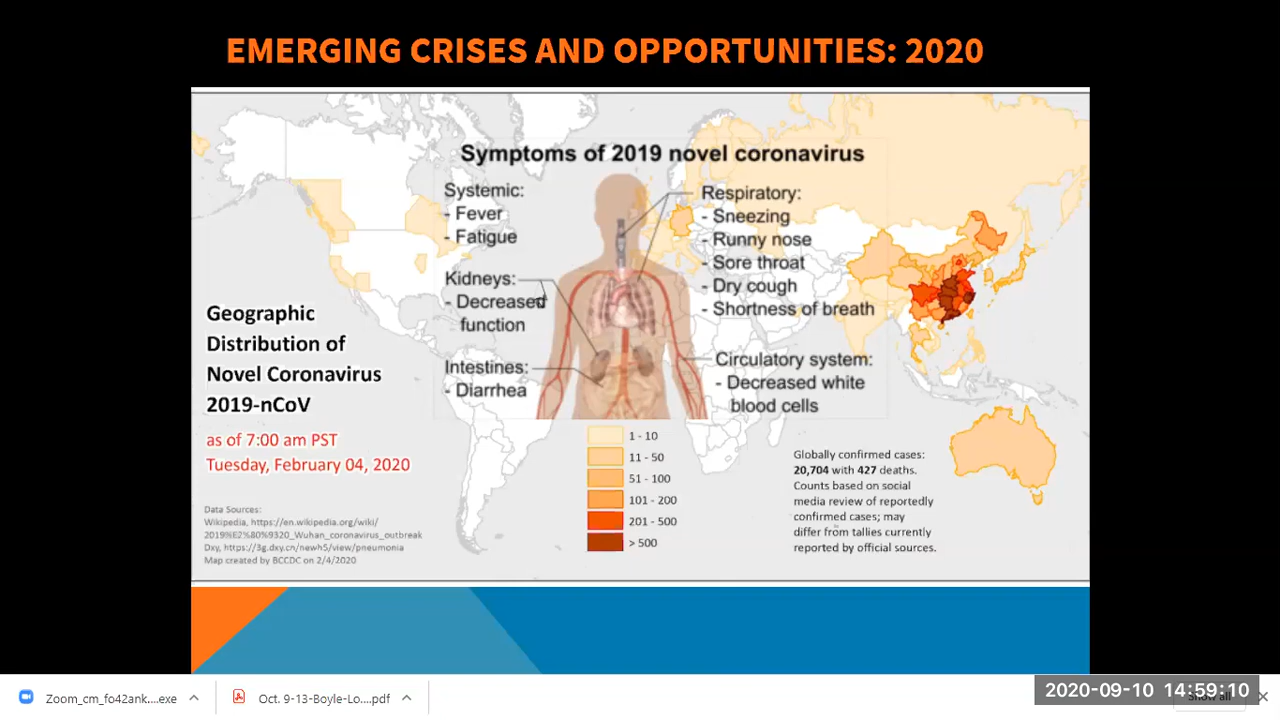 EMERGING CRISES AND OPPORTUNITIES: 2020
Symptoms of 2019 novel coronavirus
Systemic:
- Fever
- Fatigue
Kidneys:
- Decreased
function
Intestines:
- Diarrhea
Respiratory:
- Sneezing
- Runny nose
- Sore throat
- Dry cough
- Shortness of breath
Circulatory system:
- Decreased white
blood cells
Geographic
Distribution of
Novel Coronavirus
2019-nCoV
as of 7:00 am PST
Tuesday, February 04, 2020
Data Sources:
Wikipedia, https://en.wikipedia.org/wiki/
2019%E2%80%9320_Wuhan_coronavirus_outbreak
Dxy, https://3g.dxy.cn/newh5/view/pneumonia
Map created by BCCDC on 2/4/2020
1 - 10
11 - 50
51 - 100
101 - 200
201 - 500
> 500
Globally confirmed cases:
20,704 with 427 deaths.
Counts based on social
media review of reportedly
confirmed cases; may
differ from tallies currently
reported by official sources.
Zoom_cm_fo42ank....exe
Oct. 9-13-Boyle-Lo....pdf
Show all
2020-09-10 14:59:10